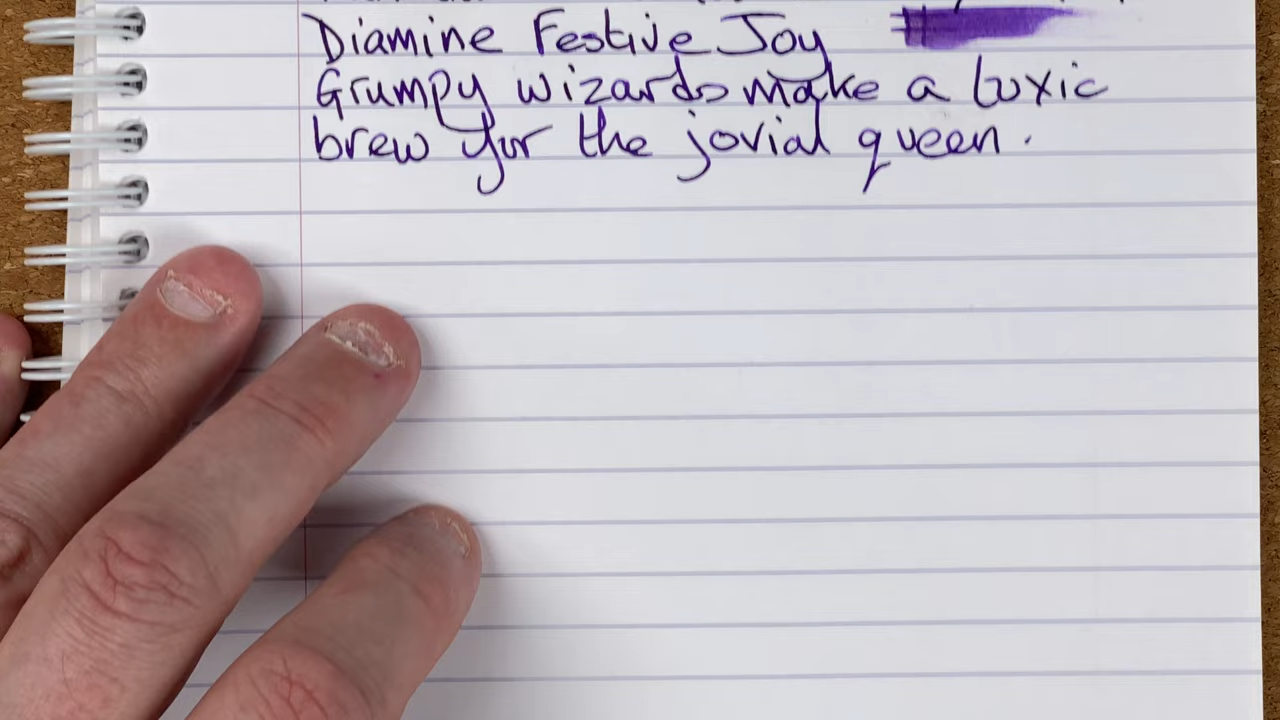 Diamine Festive Joy
Grumpy wizards make a toxic
brew for the jovial queen.